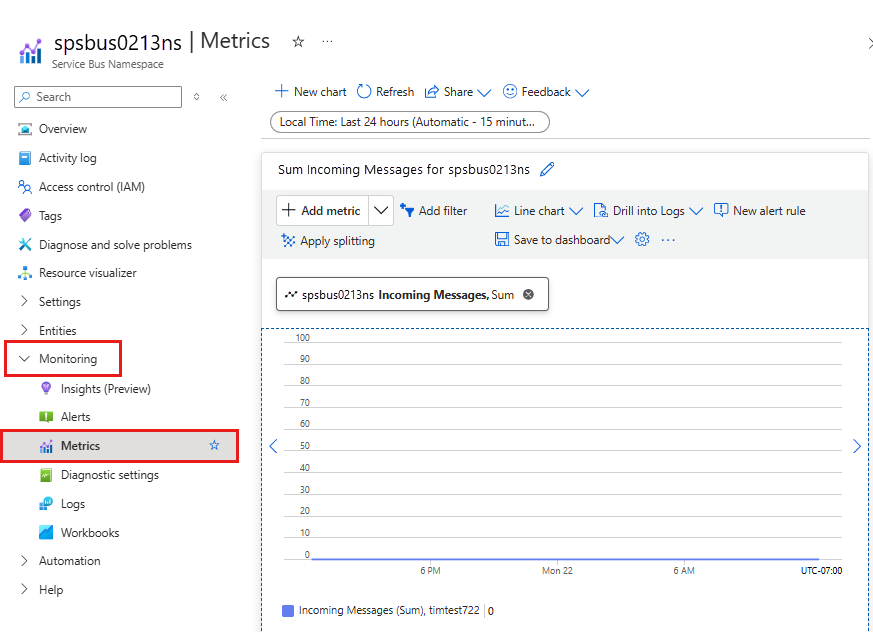 spsbus0213ns | Metrics
Service Bus Namespace
Search
Overview
Activity log
Access control (IAM)
Tags
Diagnose and solve problems
Resource visualizer
Settings
Entities
Monitoring
Insights (Preview)
Alerts
Metrics
Diagnostic settings
Logs
Workbooks
Automation
Help
New chart Refresh Share Feedback
Local Time: Last 24 hours (Automatic - 15 minut...
Sum Incoming Messages for spsbus0213ns
Add metric Add filter Line chart Drill into Logs New alert rule
Apply splitting Save to dashboard
spsbus0213ns Incoming Messages, Sum
100
90
80
70
60
50
40
30
20
10
0
6 PM Mon 22 6 AM UTC-07:00
Incoming Messages (Sum), timtest722 | 0